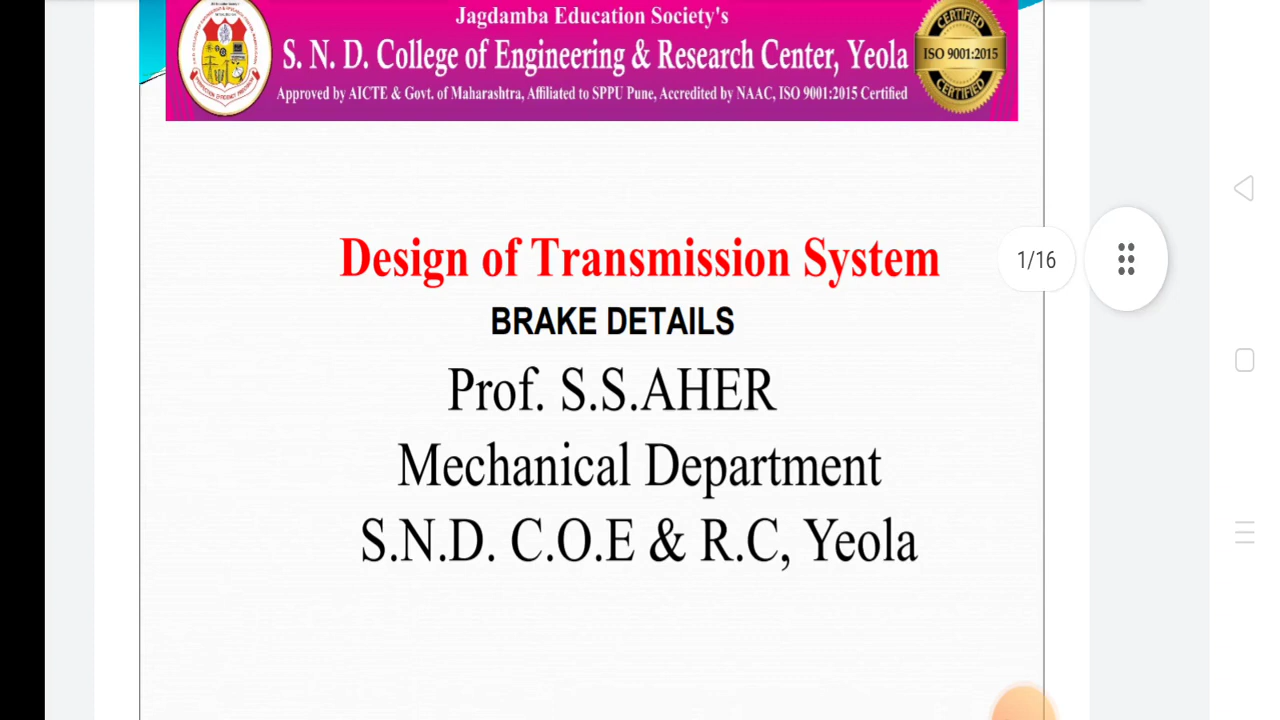 Jagdamba Education Society's
S. N. D. College of Engineering & Research Center, Yeola
Approved by AICTE & Govt. of Maharashtra, Affiliated to SPPU Pune, Accredited by NAAC, ISO 9001:2015 Certified
CERTIFIED
ISO 9001:2015
CERTIFIED
Design of Transmission System
1/16
BRAKE DETAILS
Prof. S.S.AHER
Mechanical Department
S.N.D. C.O.E & R.C, Yeola